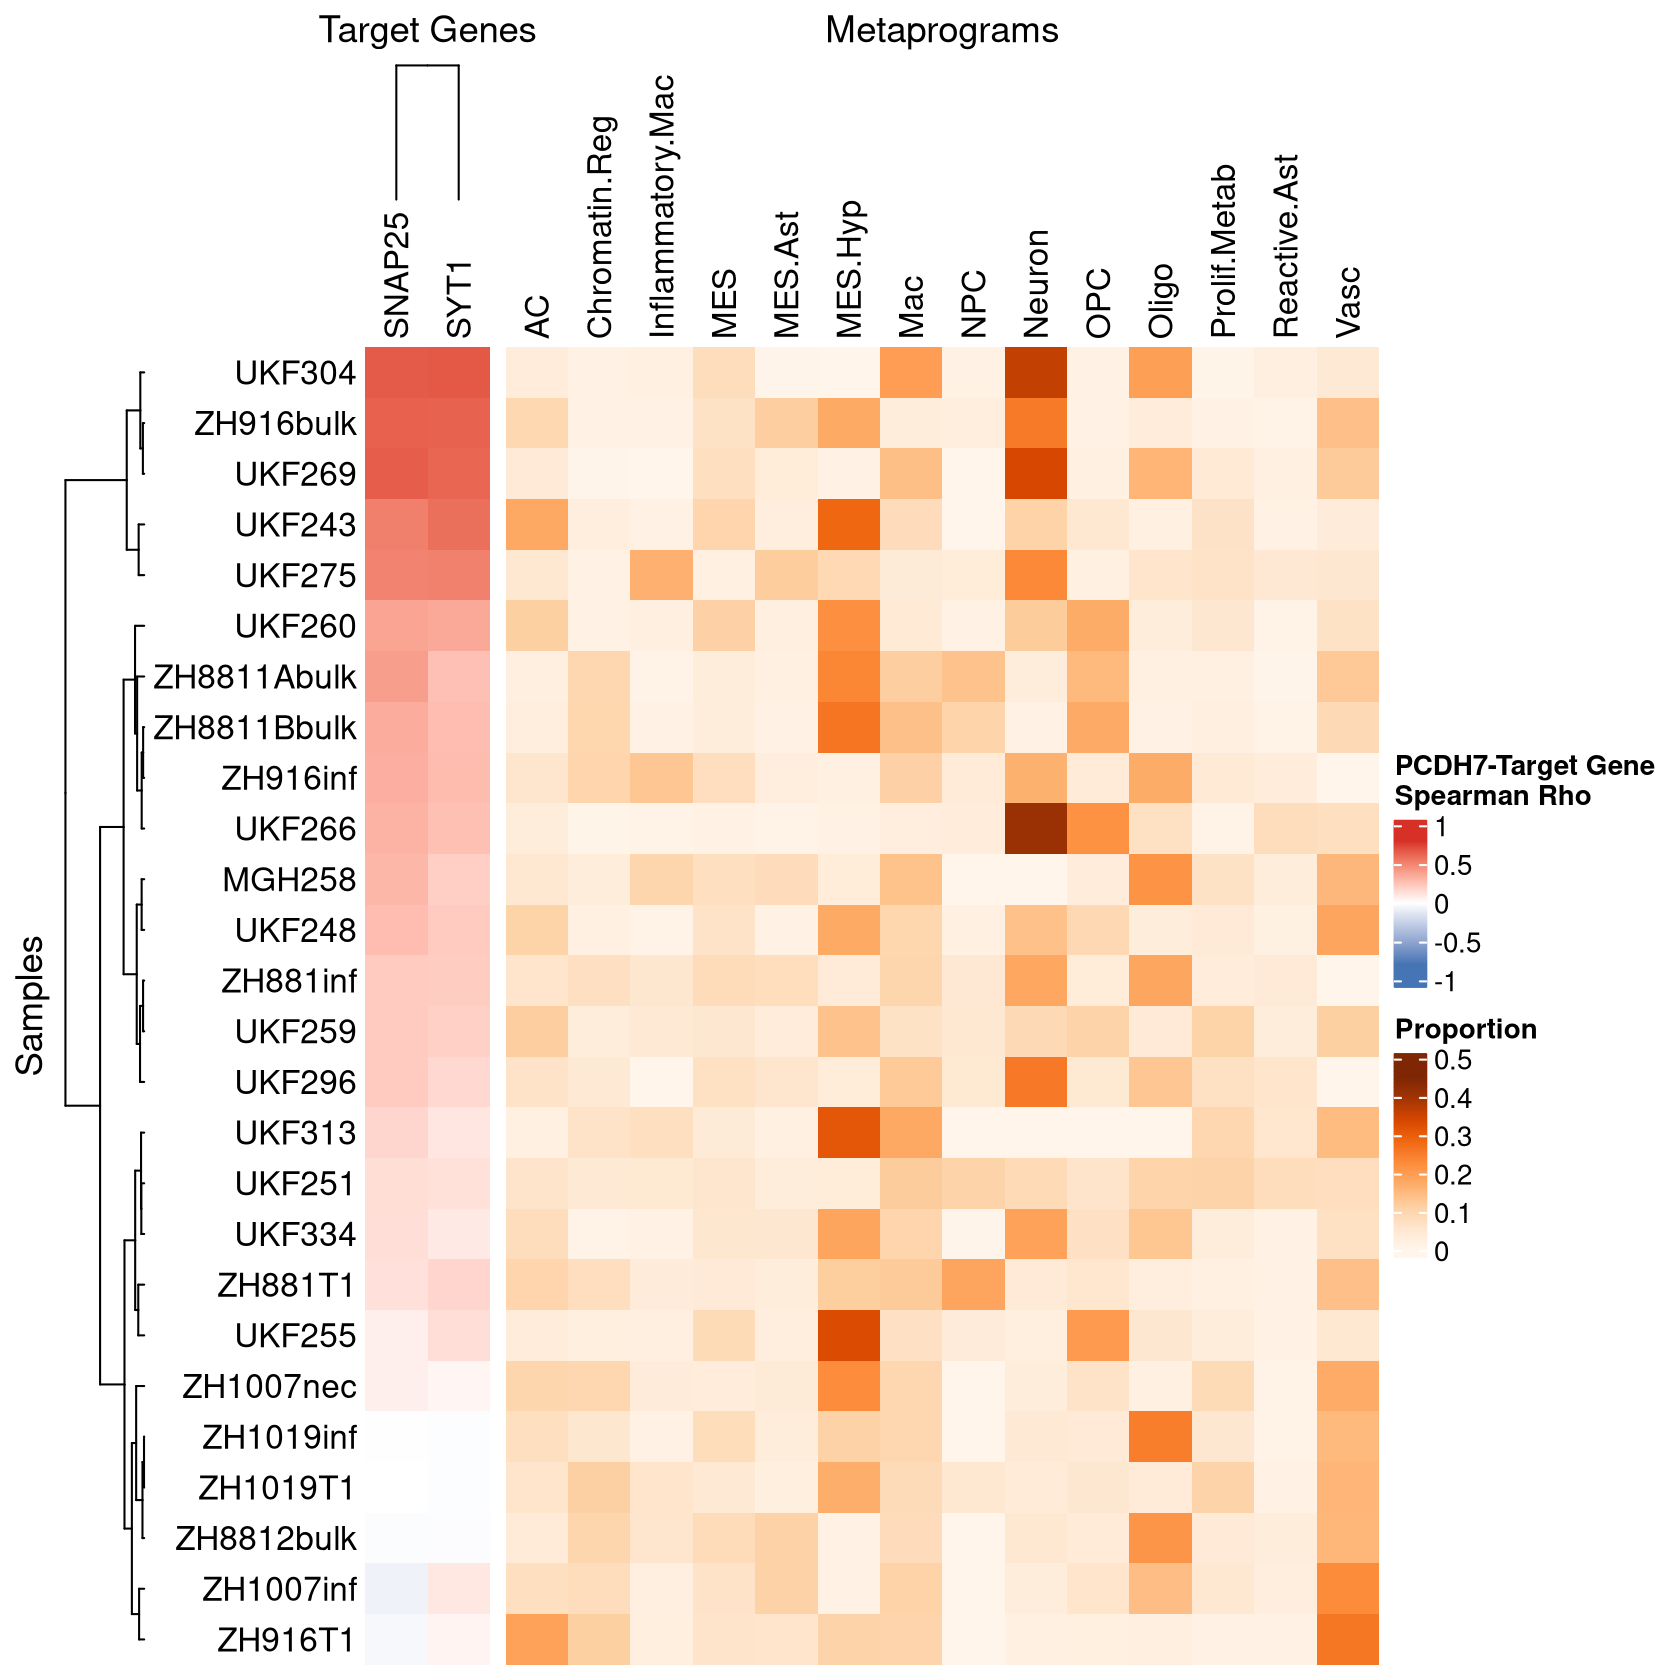 Target Genes
Metaprograms
SNAP25
SYT1
AC
Chromatin.Reg
Inflammatory.Mac
MES
MES.Ast
MES.Hyp
Mac
NPC
Neuron
OPC
Oligo
Prolif.Metab
Reactive.Ast
Vasc
Samples
UKF304
ZH916bulk
UKF269
UKF243
UKF275
UKF260
ZH8811Abulk
ZH8811Bbulk
ZH916inf
UKF266
MGH258
UKF248
ZH881inf
UKF259
UKF296
UKF313
UKF251
UKF334
ZH881T1
UKF255
ZH1007nec
ZH1019inf
ZH1019T1
ZH8812bulk
ZH1007inf
ZH916T1
PCDH7-Target Gene
Spearman Rho
1
0.5
0
-0.5
-1
Proportion
0.5
0.4
0.3
0.2
0.1
0